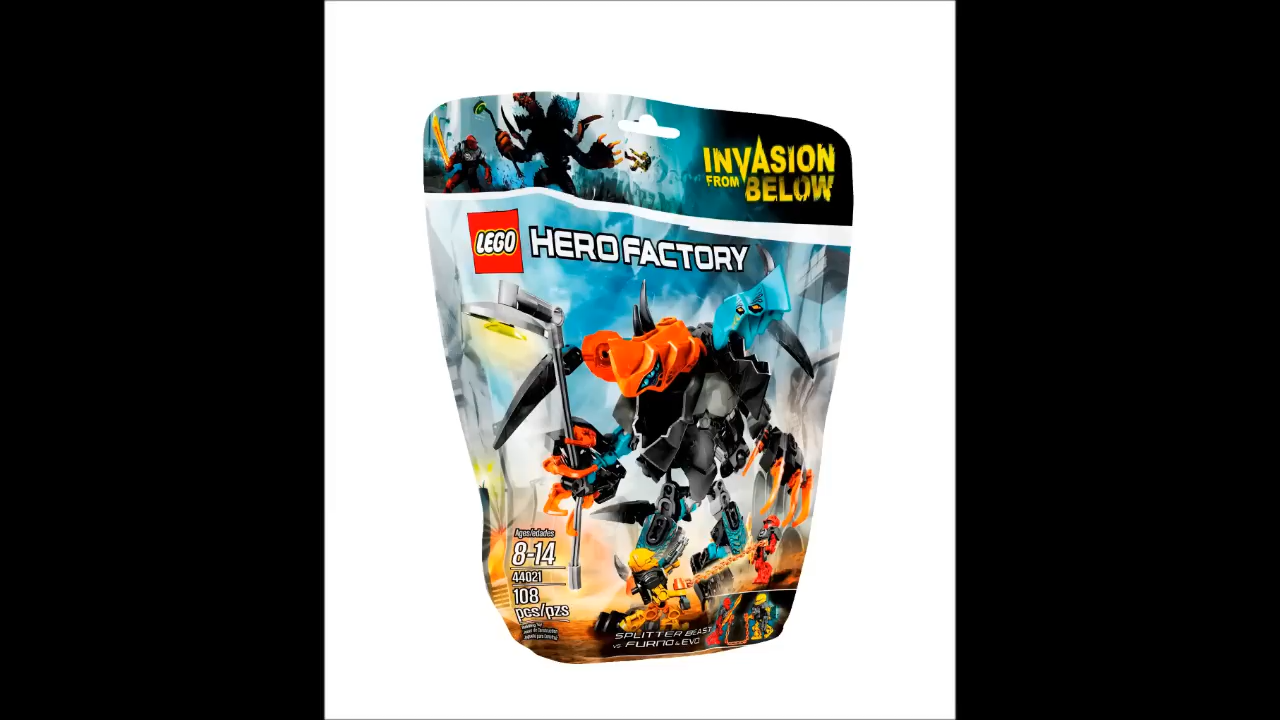 INVASION
FROM BELOW
LEGO HERO FACTORY
Ages/edades
8-14
44021
108
pcs/pzs
SPLITTER BEAST
vs FURNO & EVO